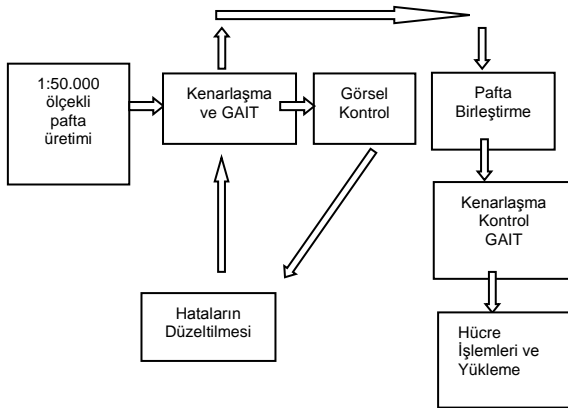 1:50.000
ölçekli
pafta
üretimi
Kenarlaşma
ve GAIT
Görsel
Kontrol
Pafta
Birleştirme
Kenarlaşma
Kontrol
GAIT
Hataların
Düzeltilmesi
Hücre
İşlemleri ve
Yükleme